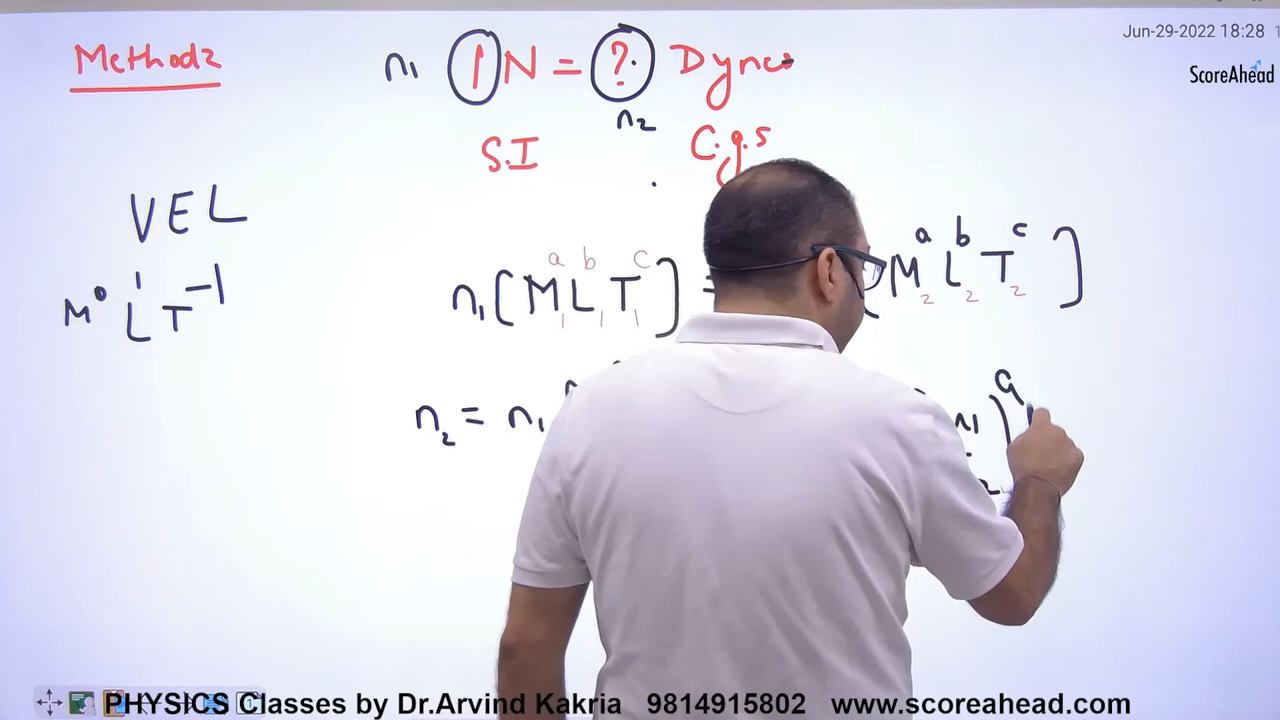 Jun-29-2022 18:28
ScoreAhead
Method 2
n1 1 N = ? Dyne
n2
S.I C.g.s
VEL
M⁰ L¹ T⁻¹
n₁ [M₁ᵃ L₁ᵇ T₁ᶜ] = [M₂ᵃ L₂ᵇ T₂ᶜ]
n₂ = n₁
PHYSICS Classes by Dr.Arvind Kakria 9814915802 www.scoreahead.com